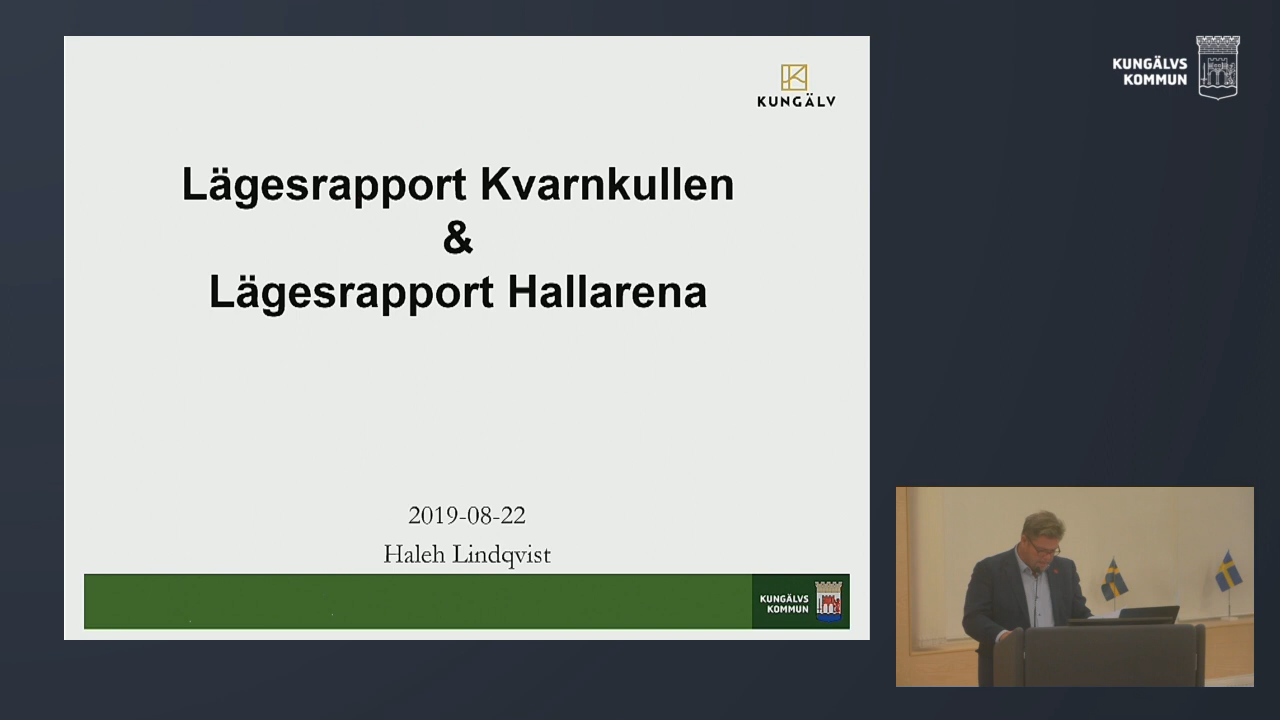 KUNGÄLV
Lägesrapport Kvarnkullen
&
Lägesrapport Hallarena
2019-08-22
Haleh Lindqvist
KUNGÄLVS
KOMMUN
KUNGÄLVS
KOMMUN